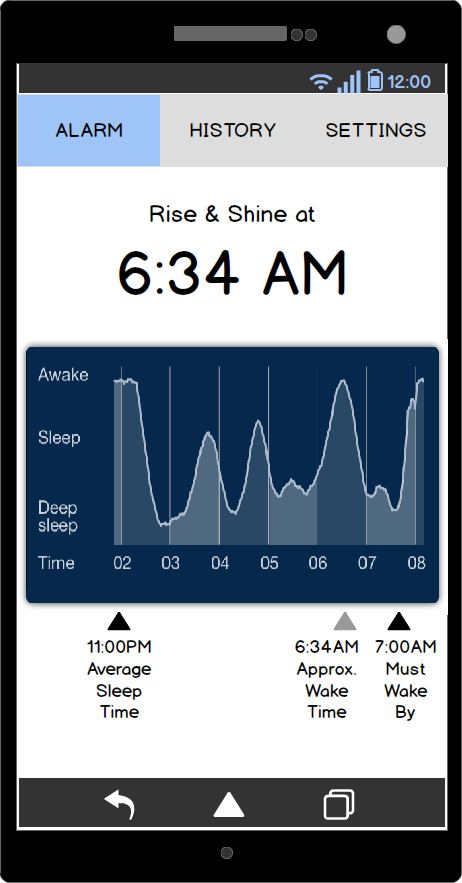 12:00
ALARM HISTORY SETTINGS
Rise & Shine at
6:34 AM
Awake
Sleep
Deep
sleep
Time 02 03 04 05 06 07 08
11:00PM
Average
Sleep
Time
6:34AM
Approx.
Wake
Time
7:00AM
Must
Wake
By